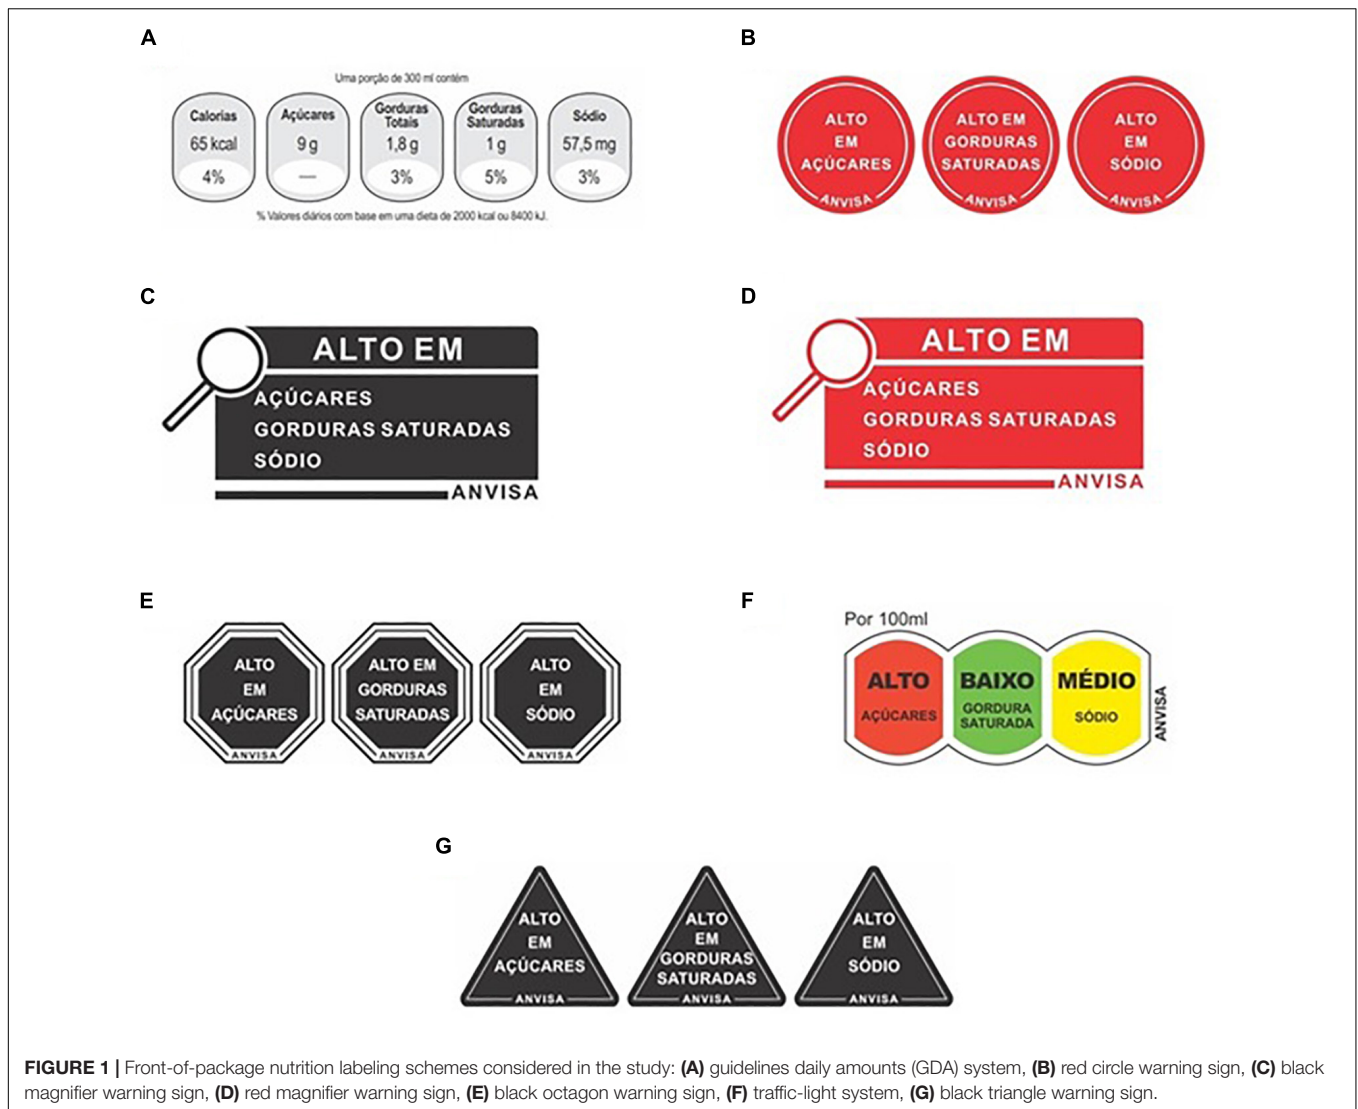 A
Uma porção de 300 ml contém
Calorias
65 kcal
4%
Açúcares
9 g
—
Gorduras
Totais
1,8 g
3%
Gorduras
Saturadas
1 g
5%
Sódio
57,5 mg
3%
% Valores diários com base em uma dieta de 2000 kcal ou 8400 kJ.
B
ALTO
EM
AÇÚCARES
ANVISA
ALTO EM
GORDURAS
SATURADAS
ANVISA
ALTO
EM
SÓDIO
ANVISA
C
ALTO EM
AÇÚCARES
GORDURAS SATURADAS
SÓDIO
ANVISA
D
ALTO EM
AÇÚCARES
GORDURAS SATURADAS
SÓDIO
ANVISA
E
ALTO
EM
AÇÚCARES
ANVISA
ALTO EM
GORDURAS
SATURADAS
ANVISA
ALTO
EM
SÓDIO
ANVISA
F
Por 100ml
ALTO
AÇÚCARES
BAIXO
GORDURA
SATURADA
MÉDIO
SÓDIO
ANVISA
G
ALTO
EM
AÇÚCARES
ANVISA
ALTO
EM
GORDURAS
SATURADAS
ANVISA
ALTO
EM
SÓDIO
ANVISA
FIGURE 1 | Front-of-package nutrition labeling schemes considered in the study: (A) guidelines daily amounts (GDA) system, (B) red circle warning sign, (C) black
magnifier warning sign, (D) red magnifier warning sign, (E) black octagon warning sign, (F) traffic-light system, (G) black triangle warning sign.